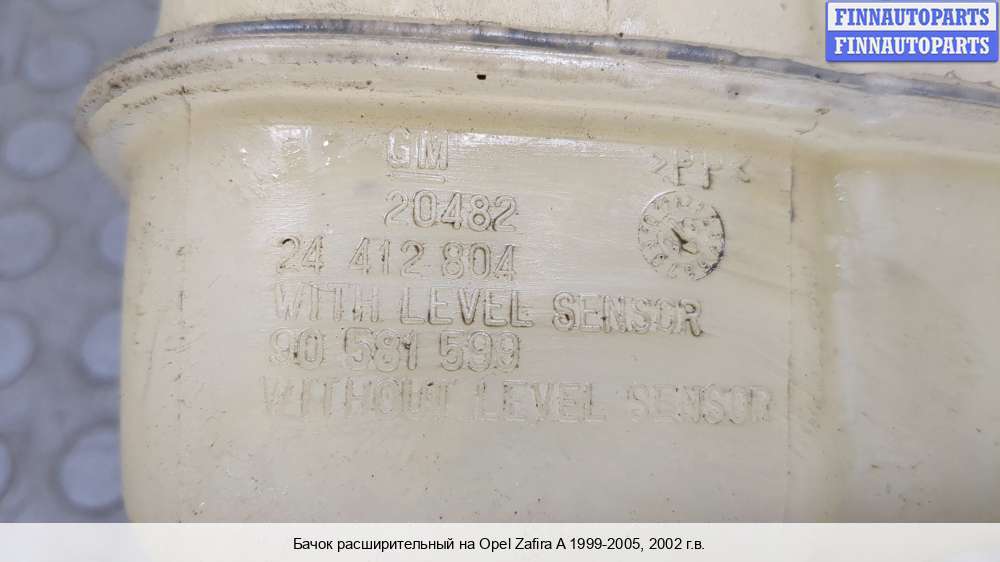 FINNAUTOPARTS
FINNAUTOPARTS
GM
>PP<
20482
24 412 804
WITH LEVEL SENSOR
90 581 599
WITHOUT LEVEL SENSOR
Бачок расширительный на Opel Zafira A 1999-2005, 2002 г.в.